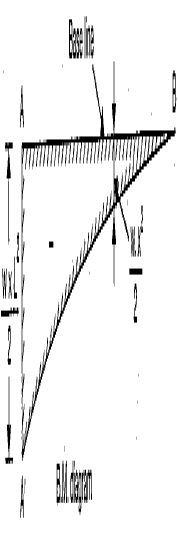 Base line
A
B
w.x²
2
w×L²
2
A'
B.M. diagram